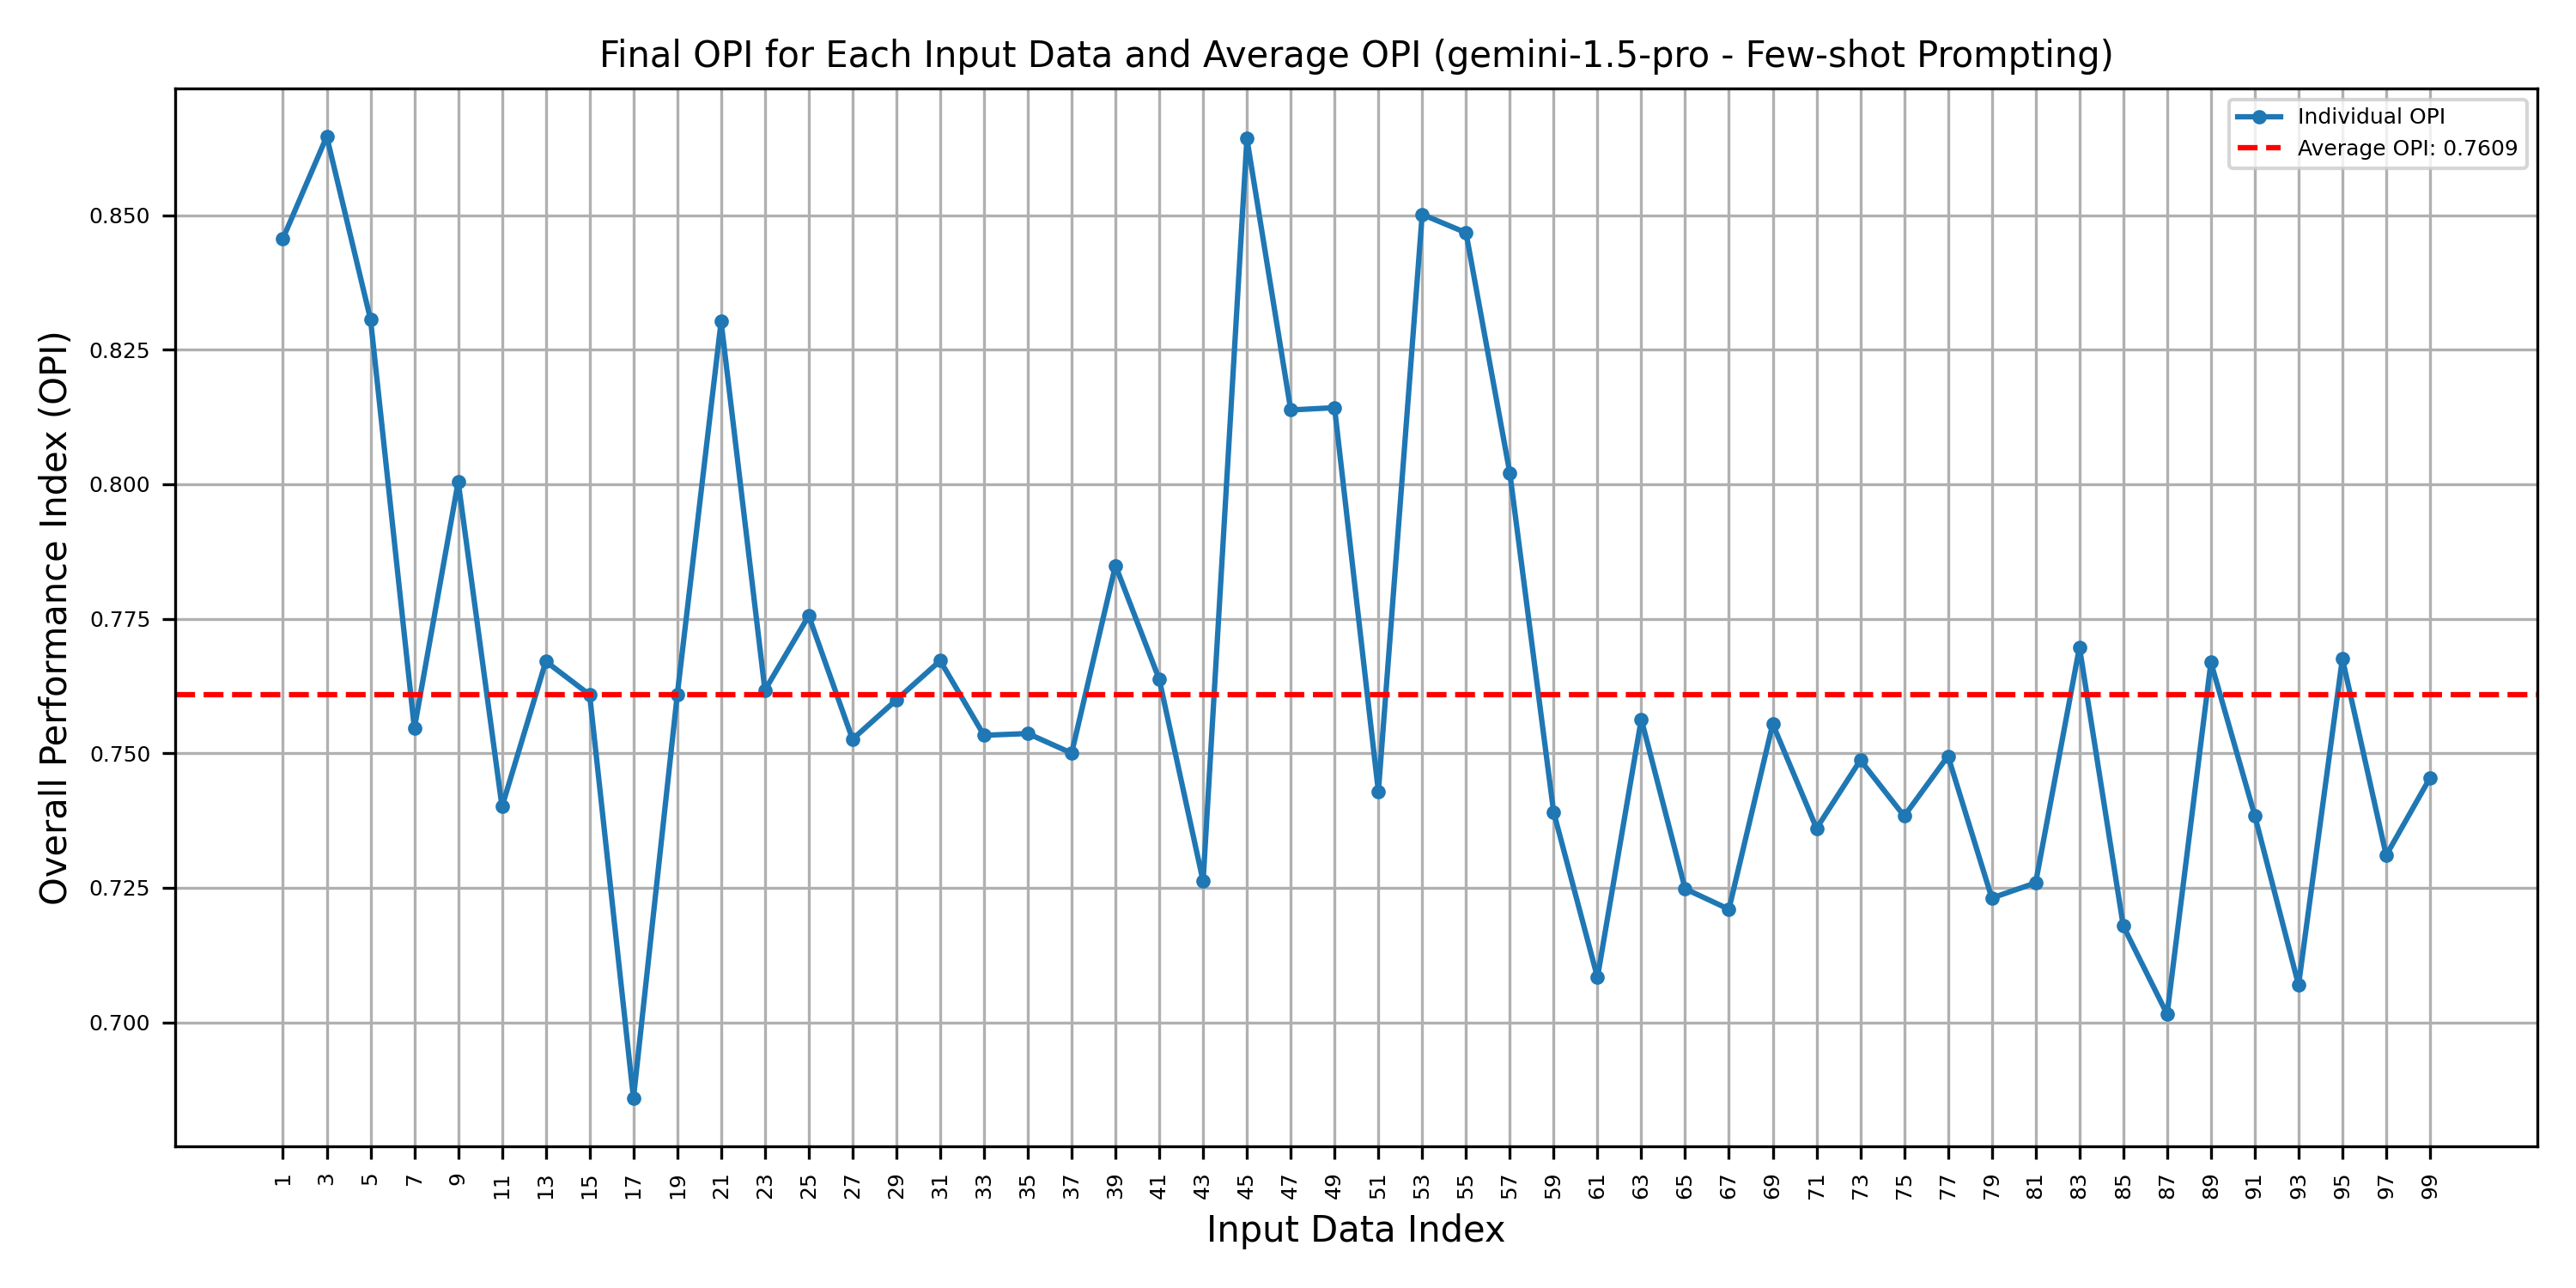 Final OPI for Each Input Data and Average OPI (gemini-1.5-pro - Few-shot Prompting)
Individual OPI
Average OPI: 0.7609
Overall Performance Index (OPI)
0.850
0.825
0.800
0.775
0.750
0.725
0.700
1 3 5 7 9 11 13 15 17 19 21 23 25 27 29 31 33 35 37 39 41 43 45 47 49 51 53 55 57 59 61 63 65 67 69 71 73 75 77 79 81 83 85 87 89 91 93 95 97 99
Input Data Index